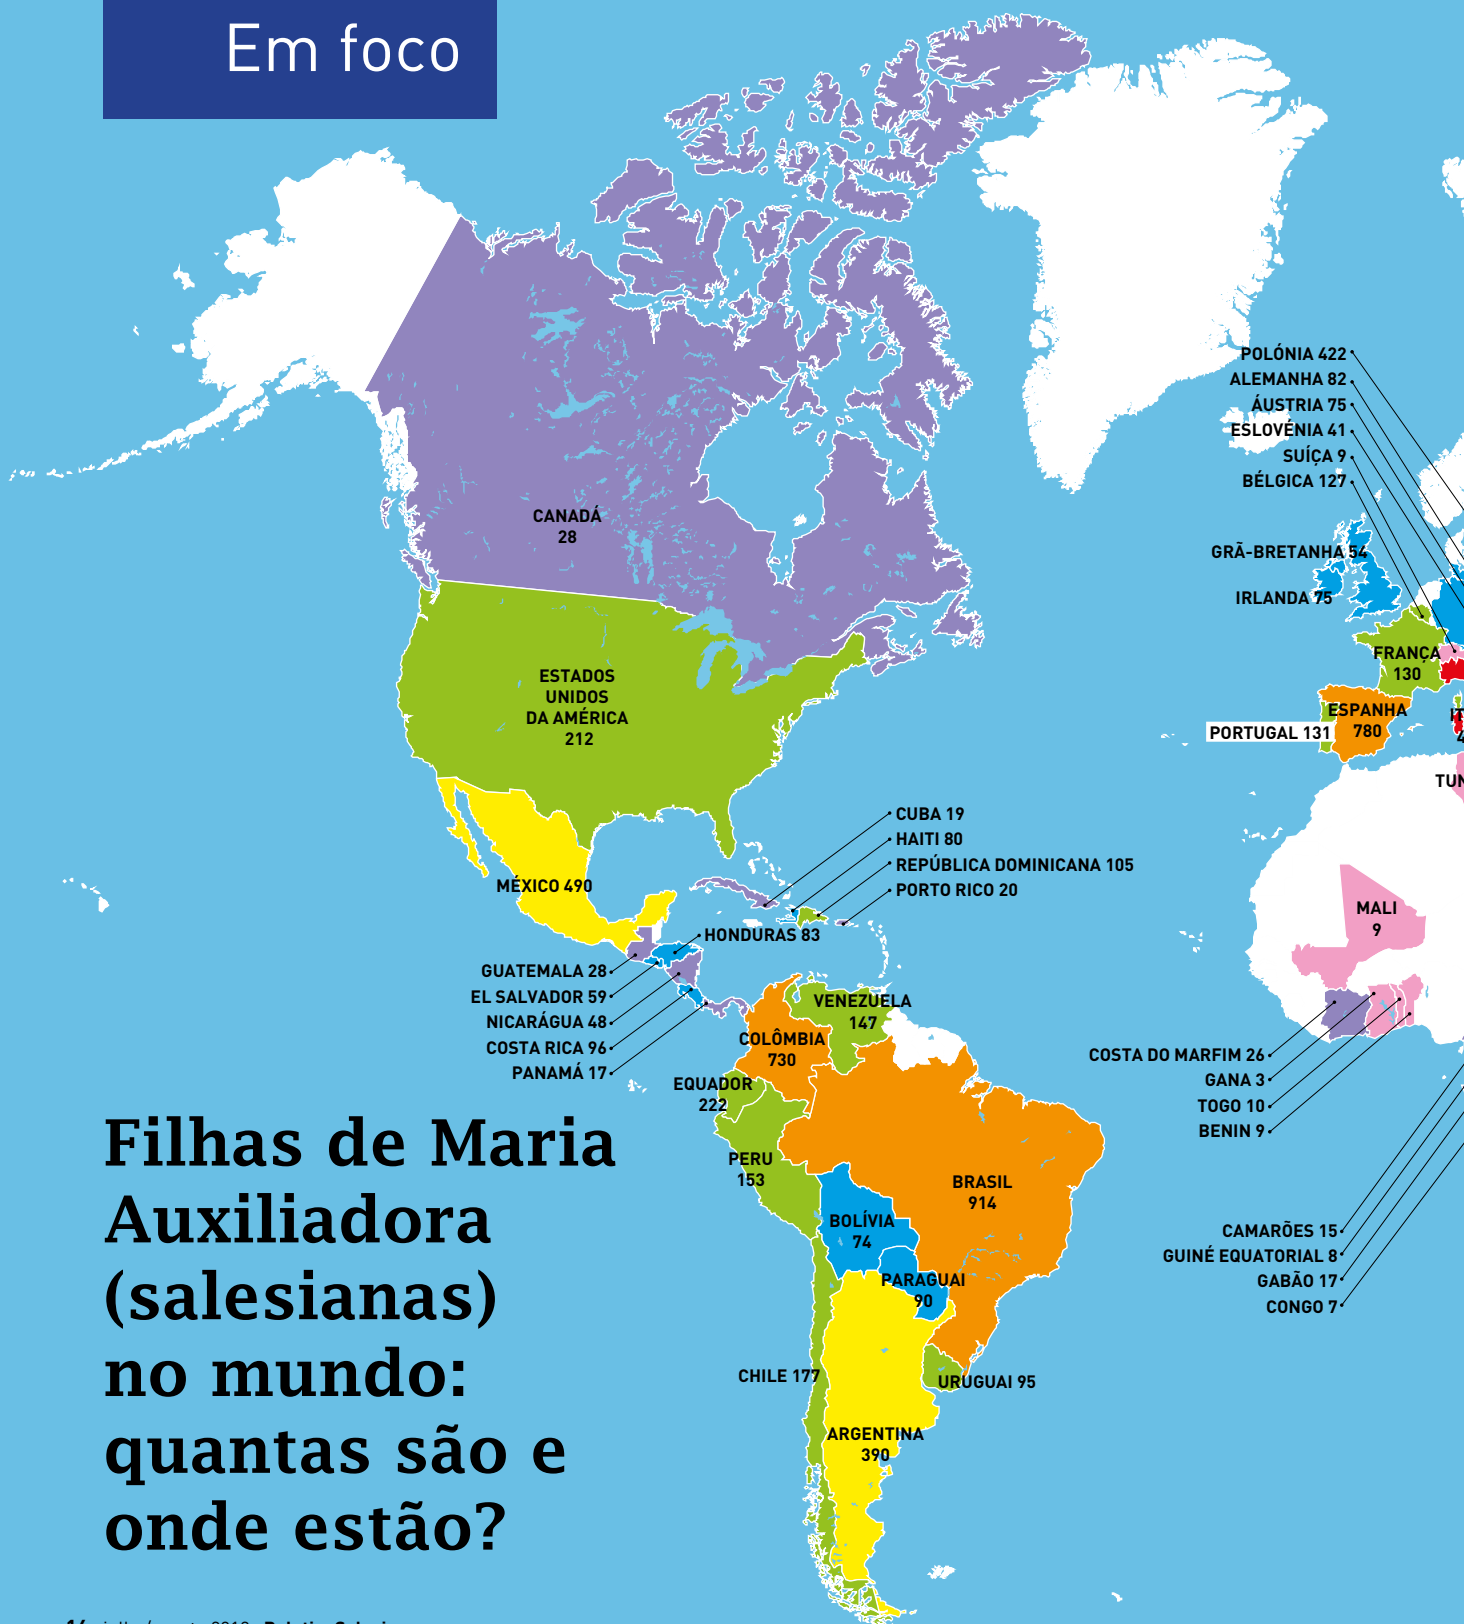 Em foco
POLÓNIA 422
ALEMANHA 82
ÁUSTRIA 75
ESLOVÉNIA 41
SUÍÇA 9
BÉLGICA 127
CANADÁ
28
GRÃ-BRETANHA 54
IRLANDA 75
FRANÇA
130
ESTADOS
UNIDOS
DA AMÉRICA
212
ESPANHA
780
PORTUGAL 131
CUBA 19
HAITI 80
REPÚBLICA DOMINICANA 105
PORTO RICO 20
MÉXICO 490
MALI
9
HONDURAS 83
GUATEMALA 28
EL SALVADOR 59
NICARÁGUA 48
COSTA RICA 96
PANAMÁ 17
VENEZUELA
147
COLÔMBIA
730
EQUADOR
222
COSTA DO MARFIM 26
GANA 3
TOGO 10
BENIN 9
PERU
153
BRASIL
914
BOLÍVIA
74
PARAGUAI
90
CAMARÕES 15
GUINÉ EQUATORIAL 8
GABÃO 17
CONGO 7
CHILE 177
URUGUAI 95
ARGENTINA
390
Filhas de Maria
Auxiliadora
(salesianas)
no mundo:
quantas são e
onde estão?